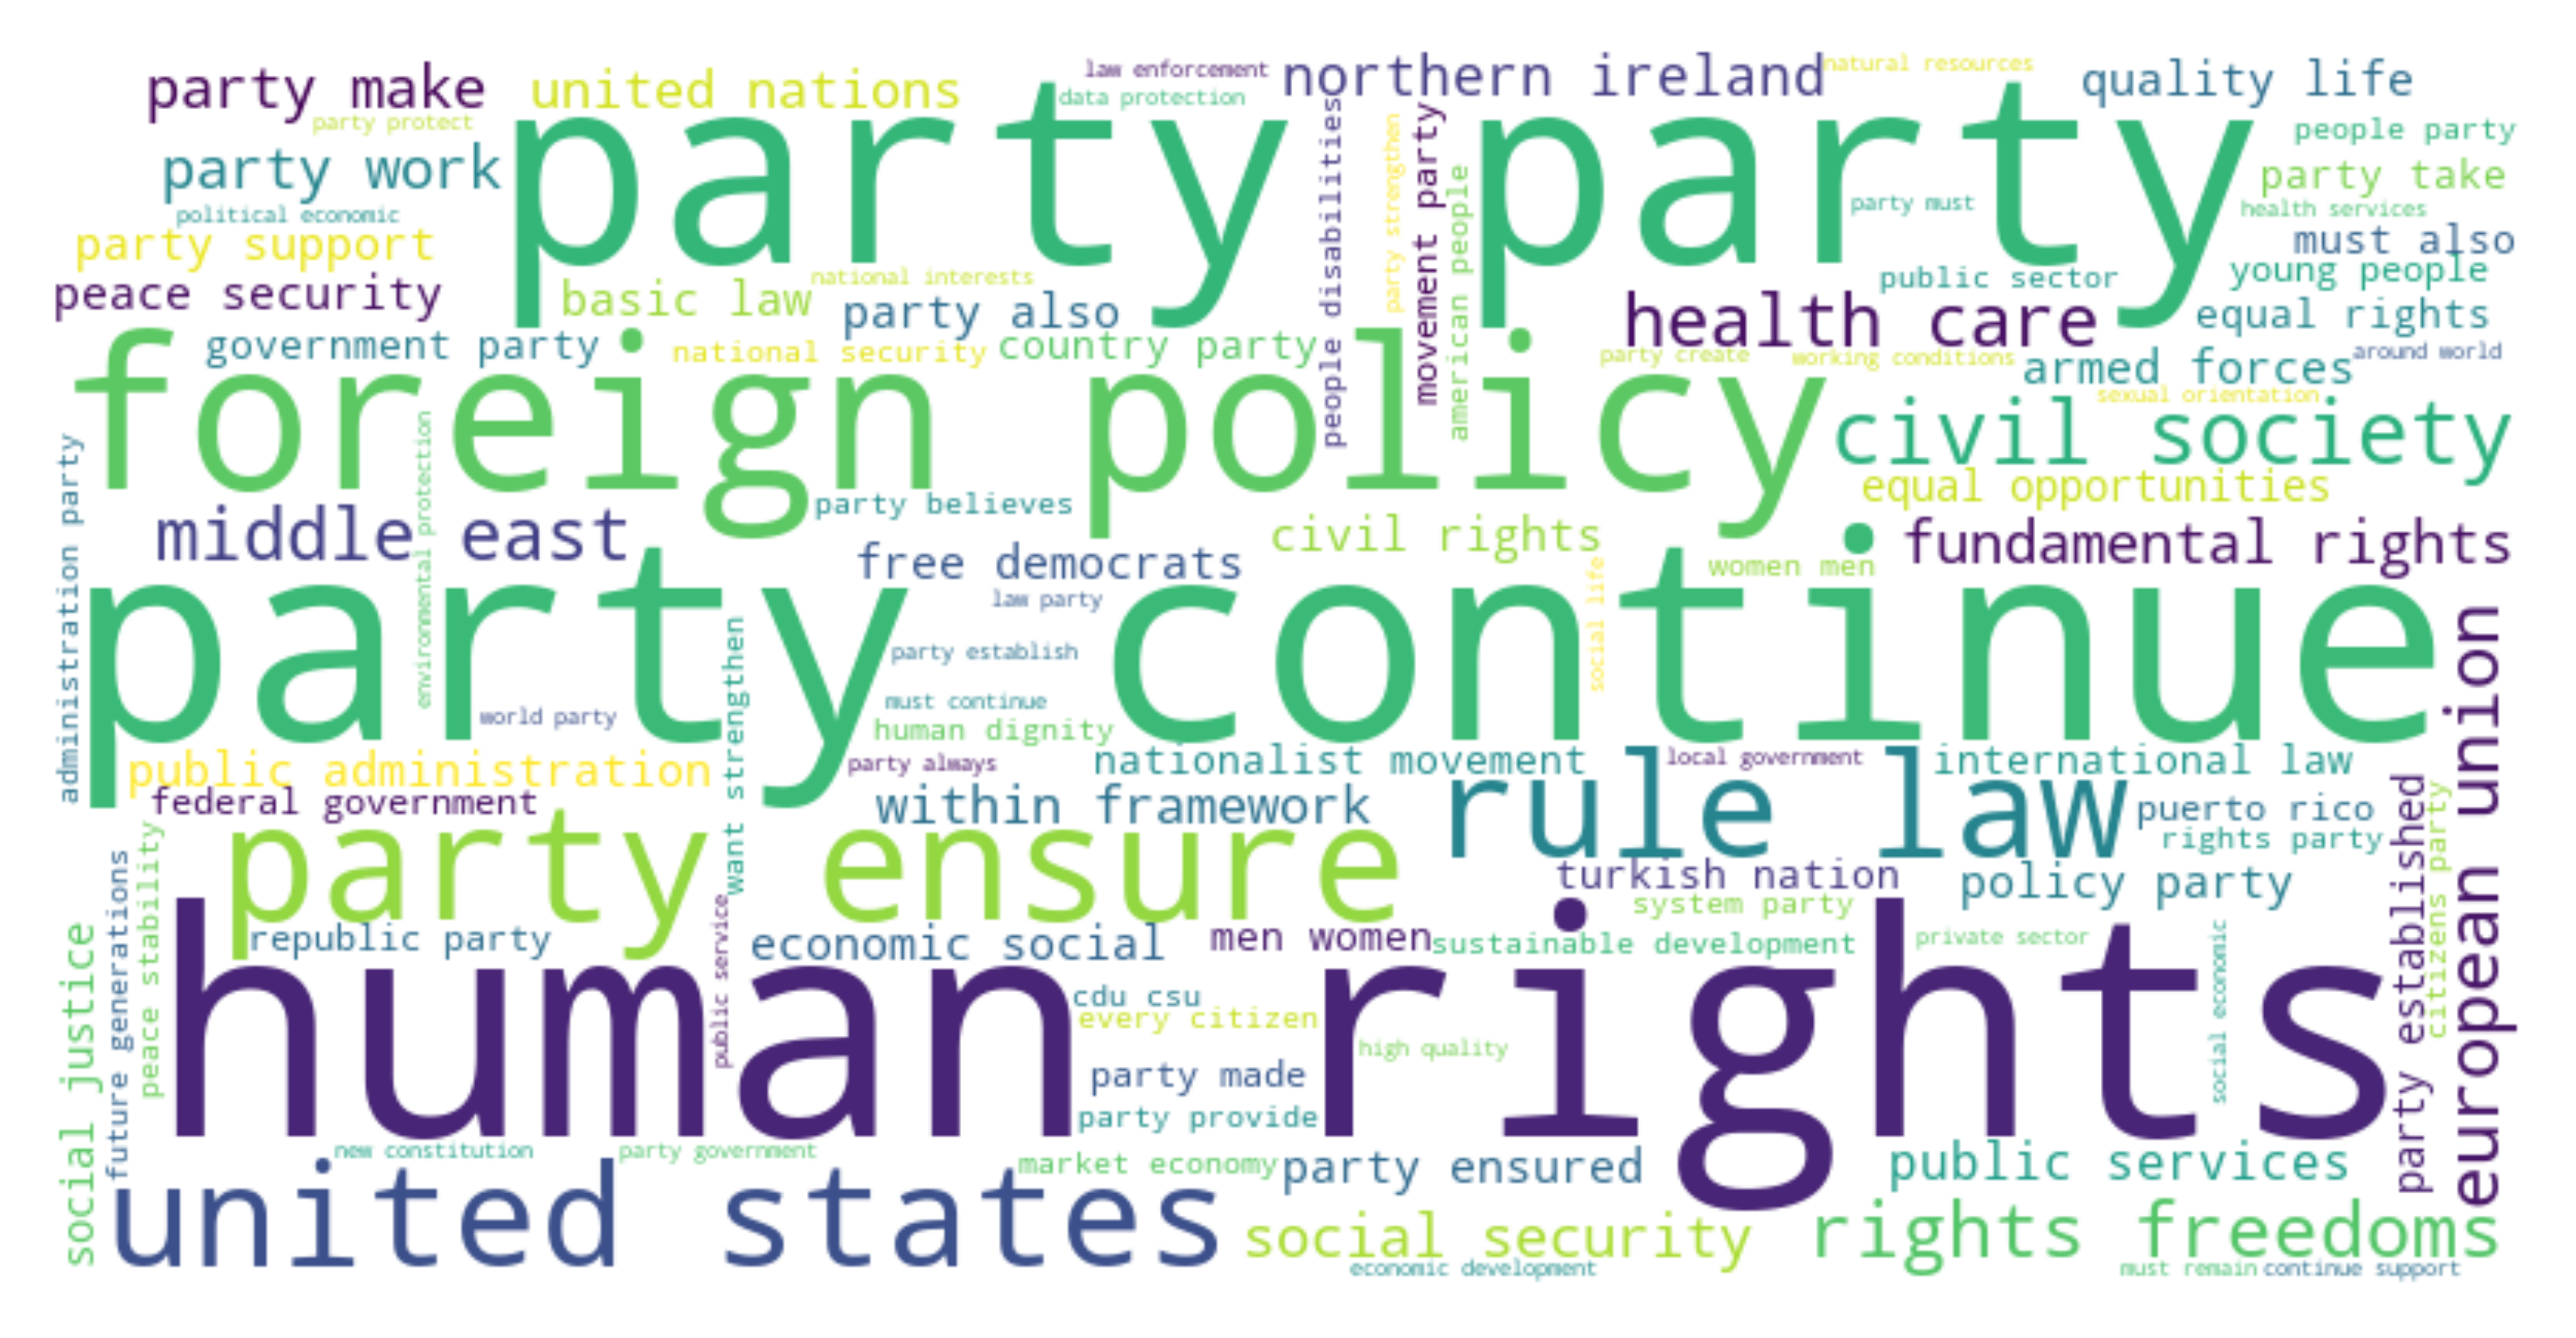 party make
united nations
law enforcement
northern ireland
natural resources
quality life
party protect
data protection
people party
party work
party party
party take
political economic
party must
health services
party support
must also
peace security
basic law
national interests
party also
public sector
young people
people disabilities
party strengthen
movement party
american people
health care
equal rights
government party
national security
country party
party create
working conditions
armed forces
around world
foreign policy
sexual orientation
civil society
equal opportunities
party believes
administration party
environmental protection
middle east
free democrats
civil rights
fundamental rights
law party
women men
social life
party continue
party establish
must continue
world party
human dignity
want strengthen
party always
nationalist movement
local government
international law
european union
public administration
federal government
within framework
rule law
puerto rico
rights party
party ensure
turkish nation
policy party
party established
citizens party
system party
republic party
economic social
men women
sustainable development
private sector
social economic
social justice
future generations
peace stability
public service
human rights
cdu csu
every citizen
high quality
party made
party provide
new constitution
party government
market economy
party ensured
public services
united states
social security
rights freedoms
economic development
must remain
continue support